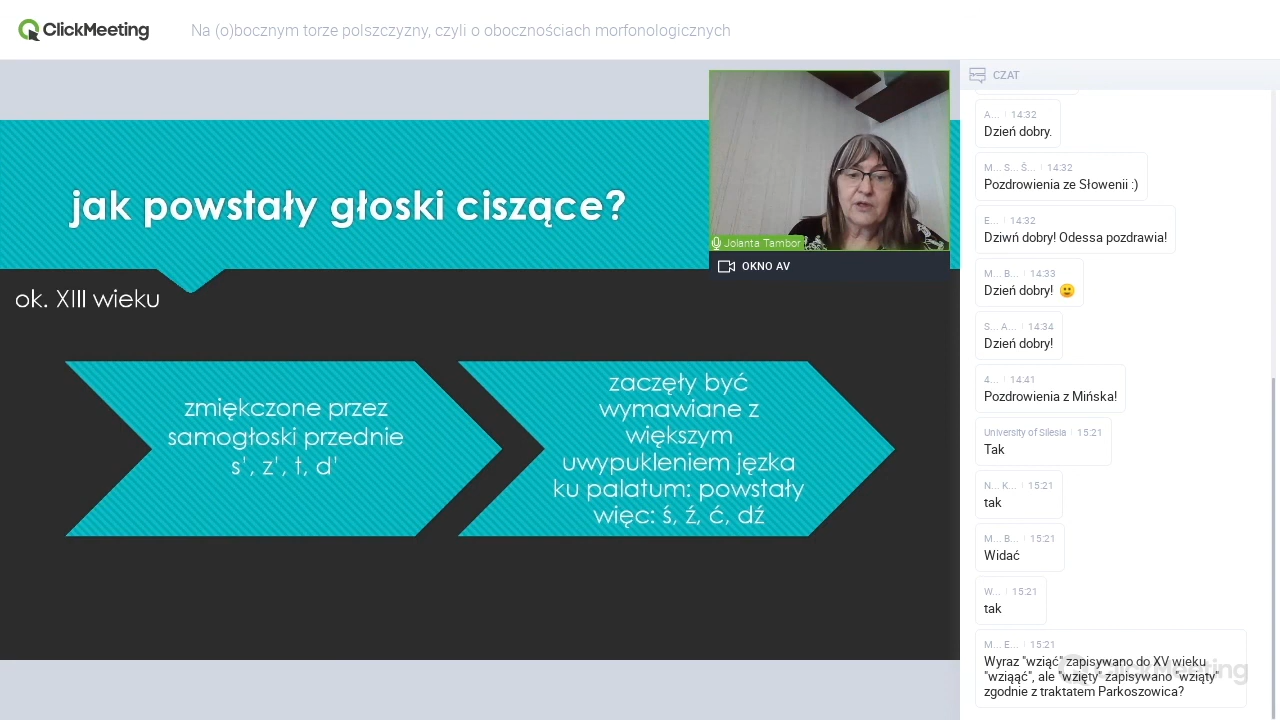 ClickMeeting
Na (o)bocznym torze polszczyzny, czyli o obocznościach morfonologicznych
jak powstały głoski ciszące?
ok. XIII wieku
zmiękczone przez
samogłoski przednie
s', z', t, d'
zaczęły być
wymawiane z
większym
uwypukleniem języka
ku palatum: powstały
więc: ś, ź, ć, dź
Jolanta Tambor
OKNO AV
CZAT
A... 14:32
Dzień dobry.
M... S... Š... 14:32
Pozdrowienia ze Słowenii :)
E... 14:32
Dziwń dobry! Odessa pozdrawia!
M... B... 14:33
Dzień dobry! 🙂
S... A... 14:34
Dzień dobry!
4... 14:41
Pozdrowienia z Mińska!
University of Silesia 15:21
Tak
N... K... 15:21
tak
M... B... 15:21
Widać
W... 15:21
tak
M... E... 15:21
Wyraz "wziąć" zapisywano do XV wieku
"wziąąć", ale "wzięty" zapisywano "wziąty"
zgodnie z traktatem Parkoszowica?
ClickMeeting